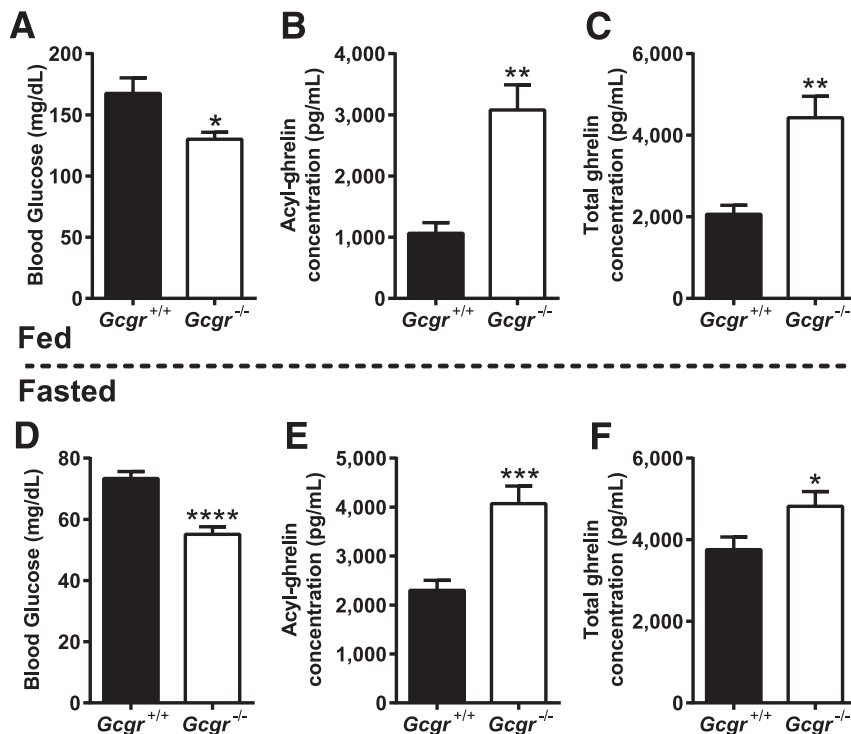 A
Blood Glucose (mg/dL)
200
150
100
50
0
*
Gcgr+/+ Gcgr-/-
B
Acyl-ghrelin
concentration (pg/mL)
4,000
3,000
2,000
1,000
0
**
Gcgr+/+ Gcgr-/-
C
Total ghrelin
concentration (pg/mL)
6,000
4,000
2,000
0
**
Gcgr+/+ Gcgr-/-
Fed
Fasted
D
Blood Glucose (mg/dL)
80
60
40
20
0
****
Gcgr+/+ Gcgr-/-
E
Acyl-ghrelin
concentration (pg/mL)
5,000
4,000
3,000
2,000
1,000
0
***
Gcgr+/+ Gcgr-/-
F
Total ghrelin
concentration (pg/mL)
6,000
4,000
2,000
0
*
Gcgr+/+ Gcgr-/-